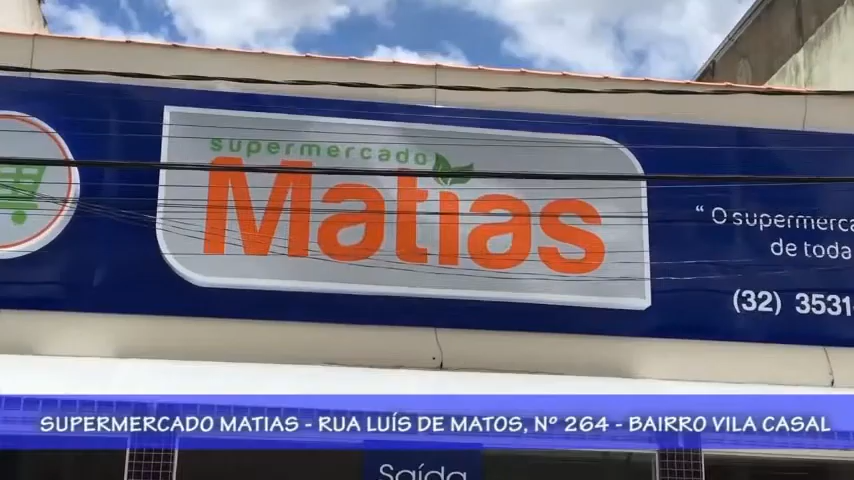 supermercado
Matias
“ O supermerca
de toda
(32) 3531
SUPERMERCADO MATIAS - RUA LUÍS DE MATOS, Nº 264 - BAIRRO VILA CASAL
Saída